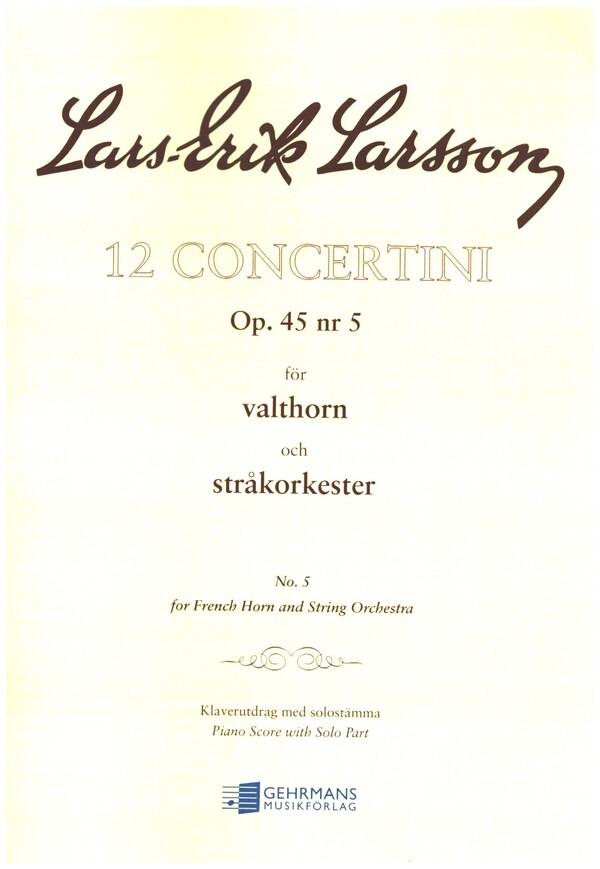 Lars-Erik Larsson
12 CONCERTINI
Op. 45 nr 5
för
valthorn
och
stråkorkester
No. 5
for French Horn and String Orchestra
Klaverutdrag med solostämma
Piano Score with Solo Part
GEHRMANS
MUSIKFÖRLAG